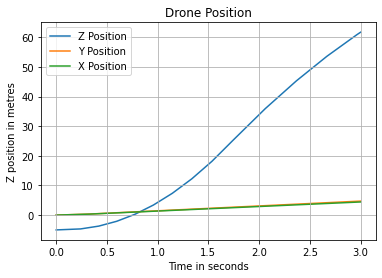 Drone Position
Z Position
Y Position
X Position
Z position in metres
60
50
40
30
20
10
0
0.0 0.5 1.0 1.5 2.0 2.5 3.0
Time in seconds